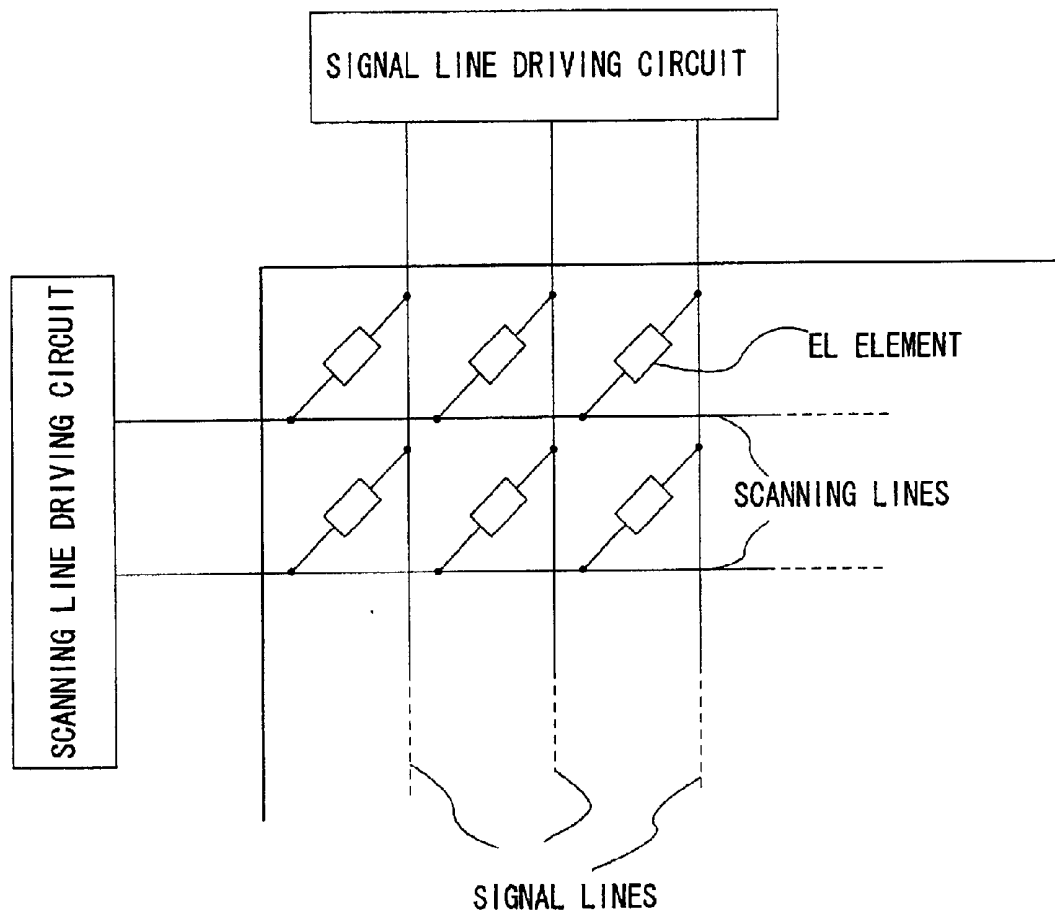 SIGNAL LINE DRIVING CIRCUIT
SCANNING LINE DRIVING CIRCUIT
EL ELEMENT
SCANNING LINES
SIGNAL LINES